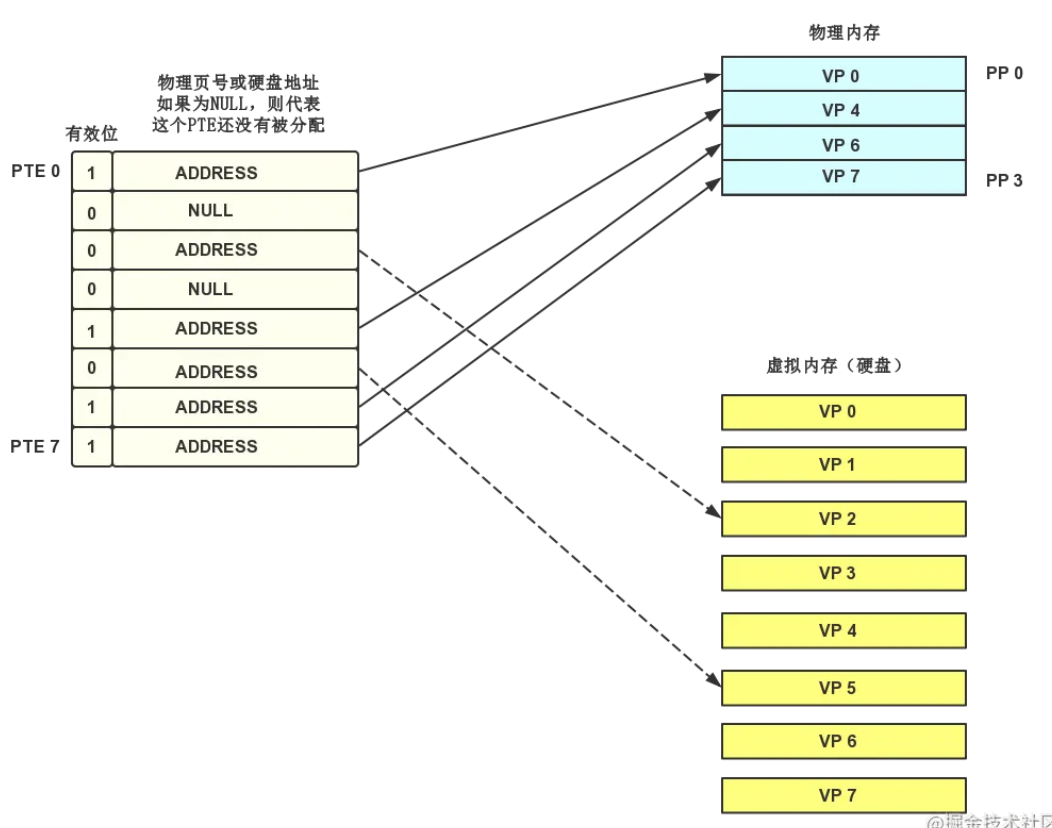 物理内存
VP 0
PP 0
VP 4
VP 6
VP 7
PP 3
物理页号或硬盘地址
如果为NULL，则代表
这个PTE还没有被分配
有效位
PTE 0
1 ADDRESS
0 NULL
0 ADDRESS
0 NULL
1 ADDRESS
0 ADDRESS
1 ADDRESS
PTE 7
1 ADDRESS
虚拟内存（硬盘）
VP 0
VP 1
VP 2
VP 3
VP 4
VP 5
VP 6
VP 7
@掘金技术社区